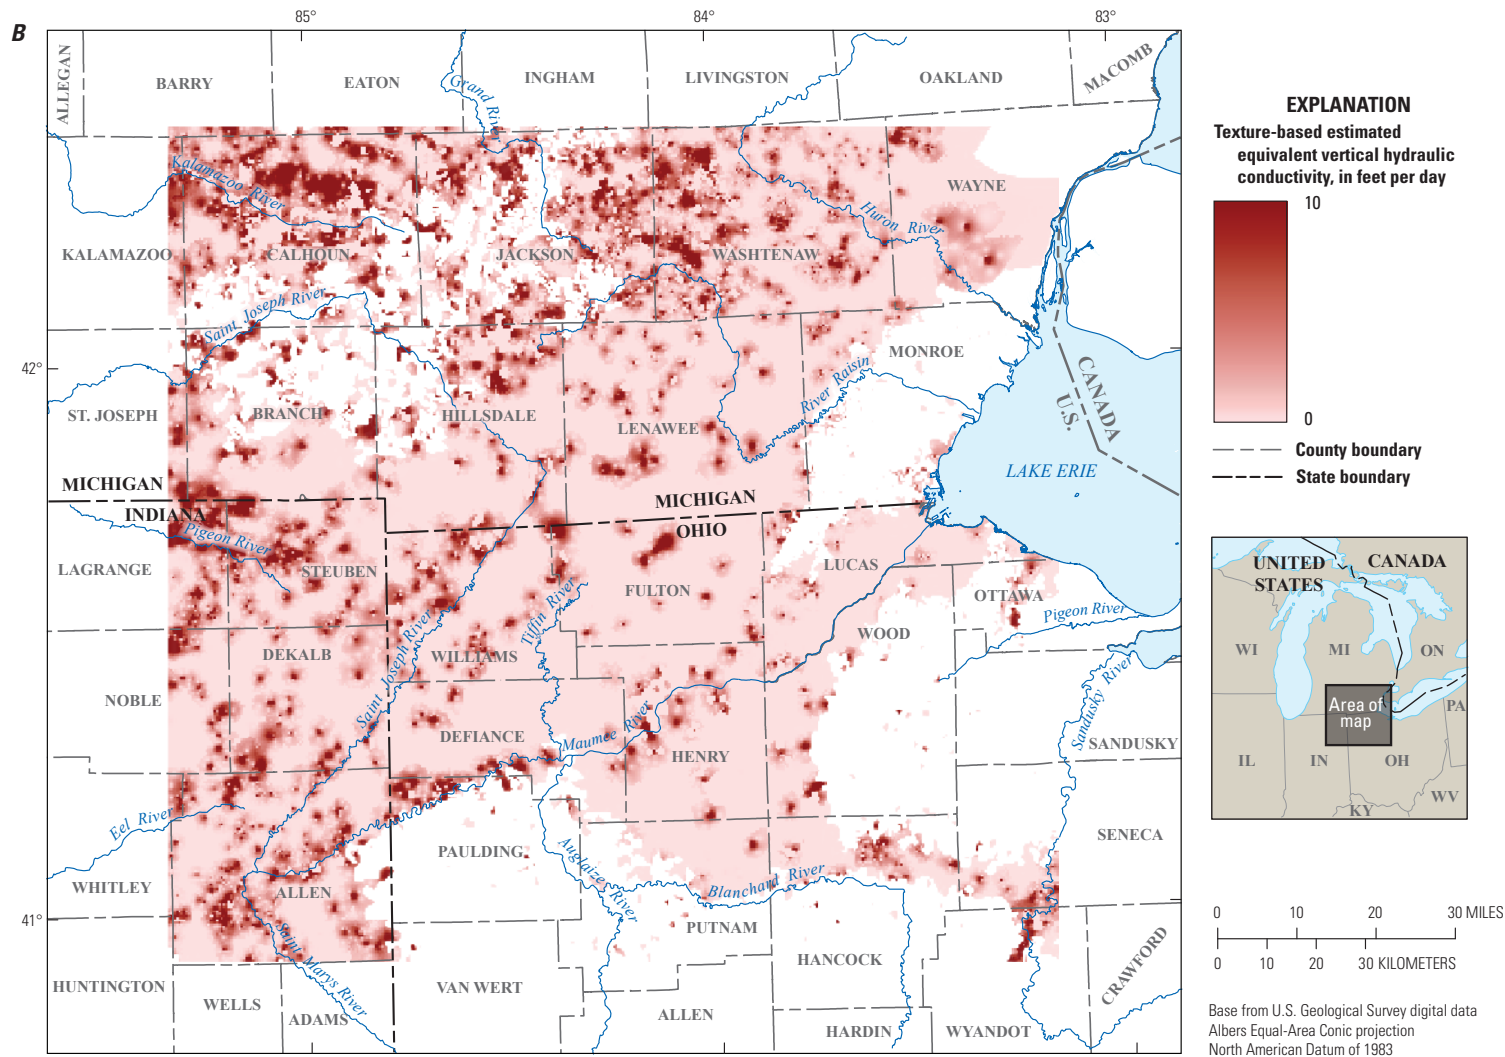 B
85°
84°
83°
ALLEGAN
BARRY
EATON
INGHAM
LIVINGSTON
OAKLAND
MACOMB
Grand River
Kalamazoo River
WAYNE
Huron River
KALAMAZOO
CALHOUN
JACKSON
WASHTENAW
Saint Joseph River
42°
MONROE
River Raisin
CANADA
U.S.
ST. JOSEPH
BRANCH
HILLSDALE
LENAWEE
LAKE ERIE
MICHIGAN
MICHIGAN
INDIANA
OHIO
Pigeon River
LAGRANGE
STEUBEN
FULTON
LUCAS
OTTAWA
Pigeon River
Tiffin River
WOOD
DEKALB
WILLIAMS
Saint Joseph River
NOBLE
Sandusky River
DEFIANCE
Maumee River
HENRY
SANDUSKY
Eel River
SENECA
PAULDING
Auglaize River
WHITLEY
ALLEN
Blanchard River
41°
PUTNAM
Saint Marys River
HANCOCK
CRAWFORD
HUNTINGTON
WELLS
ADAMS
VAN WERT
ALLEN
HARDIN
WYANDOT
EXPLANATION
Texture-based estimated
equivalent vertical hydraulic
conductivity, in feet per day
10
0
County boundary
State boundary
UNITED
STATES
CANADA
WI
MI
ON
Area of
map
PA
IL
IN
OH
WV
KY
0 10 20 30 MILES
0 10 20 30 KILOMETERS
Base from U.S. Geological Survey digital data
Albers Equal-Area Conic projection
North American Datum of 1983